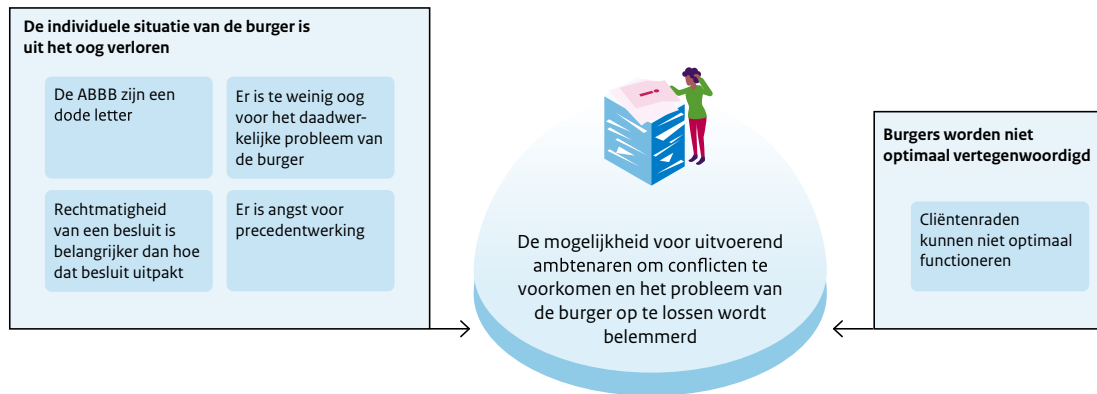 De individuele situatie van de burger is
uit het oog verloren
De ABBB zijn een
dode letter
Er is te weinig oog
voor het daadwer-
kelijke probleem van
de burger
Rechtmatigheid
van een besluit is
belangrijker dan hoe
dat besluit uitpakt
Er is angst voor
precedentwerking
De mogelijkheid voor uitvoerend
ambtenaren om conflicten te
voorkomen en het probleem van
de burger op te lossen wordt
belemmerd
Burgers worden niet
optimaal vertegenwoordigd
Cliëntenraden
kunnen niet optimaal
functioneren